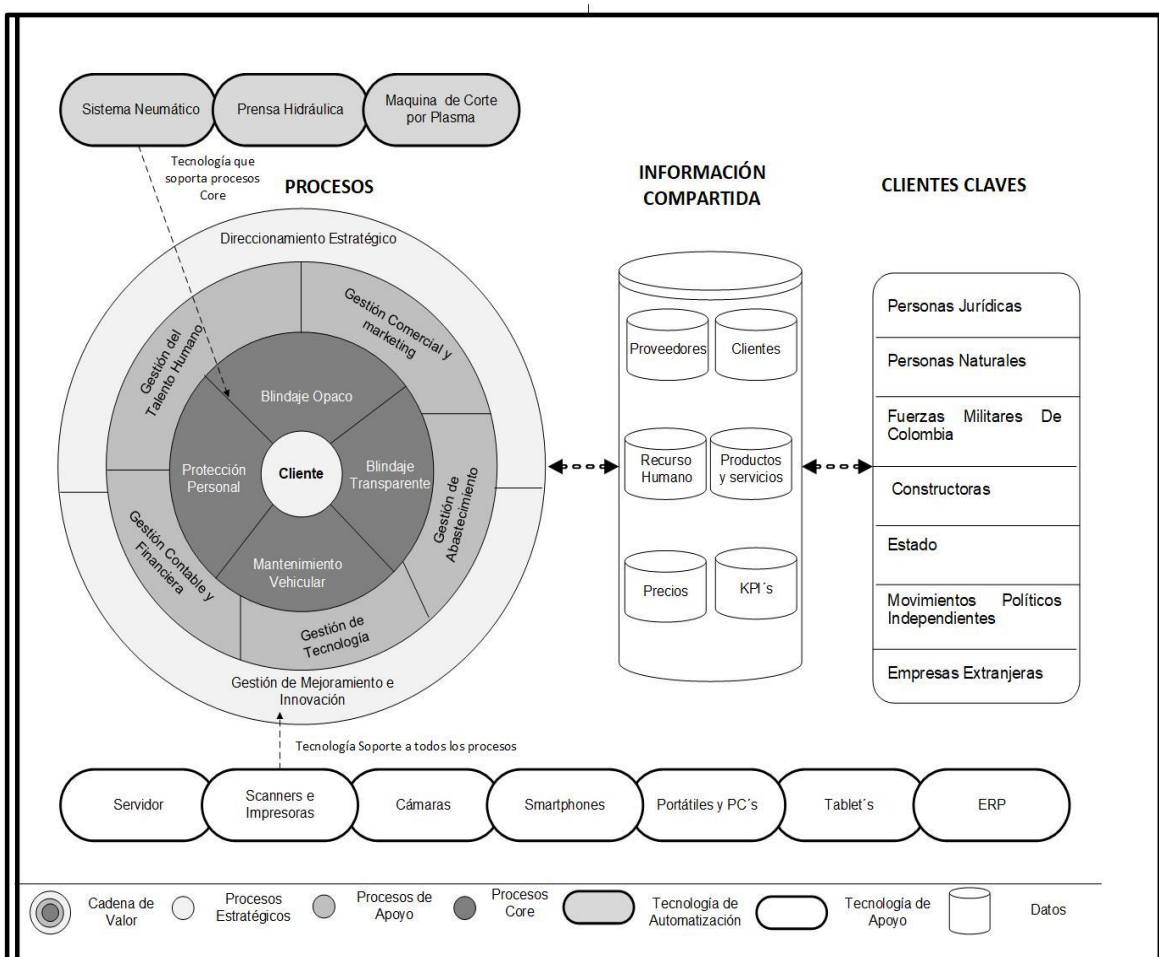 Sistema Neumático
Prensa Hidráulica
Maquina de Corte
por Plasma
Tecnología que
soporta procesos
Core
PROCESOS
INFORMACIÓN
COMPARTIDA
CLIENTES CLAVES
Direccionamiento Estratégico
Gestión del
Talento Humano
Gestión Comercial y
marketing
Blindaje Opaco
Protección
Personal
Cliente
Blindaje
Transparente
Gestión de
Abastecimiento
Mantenimiento
Vehicular
Gestión Contable y
Financiera
Gestión de
Tecnología
Gestión de Mejoramiento e
Innovación
Proveedores
Clientes
Recurso
Humano
Productos
y servicios
Precios
KPI´s
Personas Jurídicas
Personas Naturales
Fuerzas Militares De
Colombia
Constructoras
Estado
Movimientos Políticos
Independientes
Empresas Extranjeras
Tecnología Soporte a todos los procesos
Servidor
Scanners e
Impresoras
Cámaras
Smartphones
Portátiles y PC´s
Tablet´s
ERP
Cadena de
Valor
Procesos
Estratégicos
Procesos de
Apoyo
Procesos
Core
Tecnología de
Automatización
Tecnología de
Apoyo
Datos